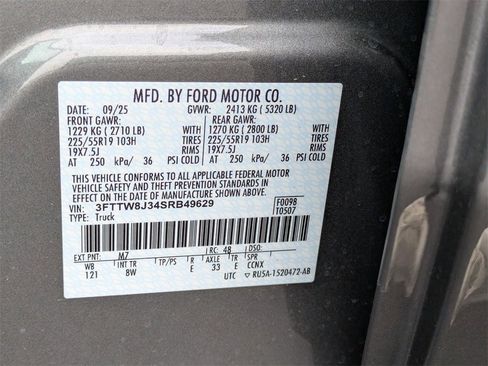 MFD. BY FORD MOTOR CO.
DATE: 09/25 GVWR: 2413 KG ( 5320 LB)
FRONT GAWR: REAR GAWR:
1229 KG ( 2710 LB) WITH 1270 KG ( 2800 LB) WITH
225/55R19 103H TIRES 225/55R19 103H TIRES
19X7.5J RIMS 19X7.5J RIMS
AT 250 kPa/ 36 PSI COLD AT 250 kPa/ 36 PSI COLD
THIS VEHICLE CONFORMS TO ALL APPLICABLE FEDERAL MOTOR
VEHICLE SAFETY AND THEFT PREVENTION STANDARDS IN EFFECT
ON THE DATE OF MANUFACTURE SHOWN ABOVE.
VIN: 3FTTW8J34SRB49629 F0098
TYPE: Truck T0507
EXT PNT: M7 RC: 48 DSO:
WB INT TR TP/PS R AXLE TR SPR
121 8W E 33 E CCNX
UTC RU5A-1520472-AB